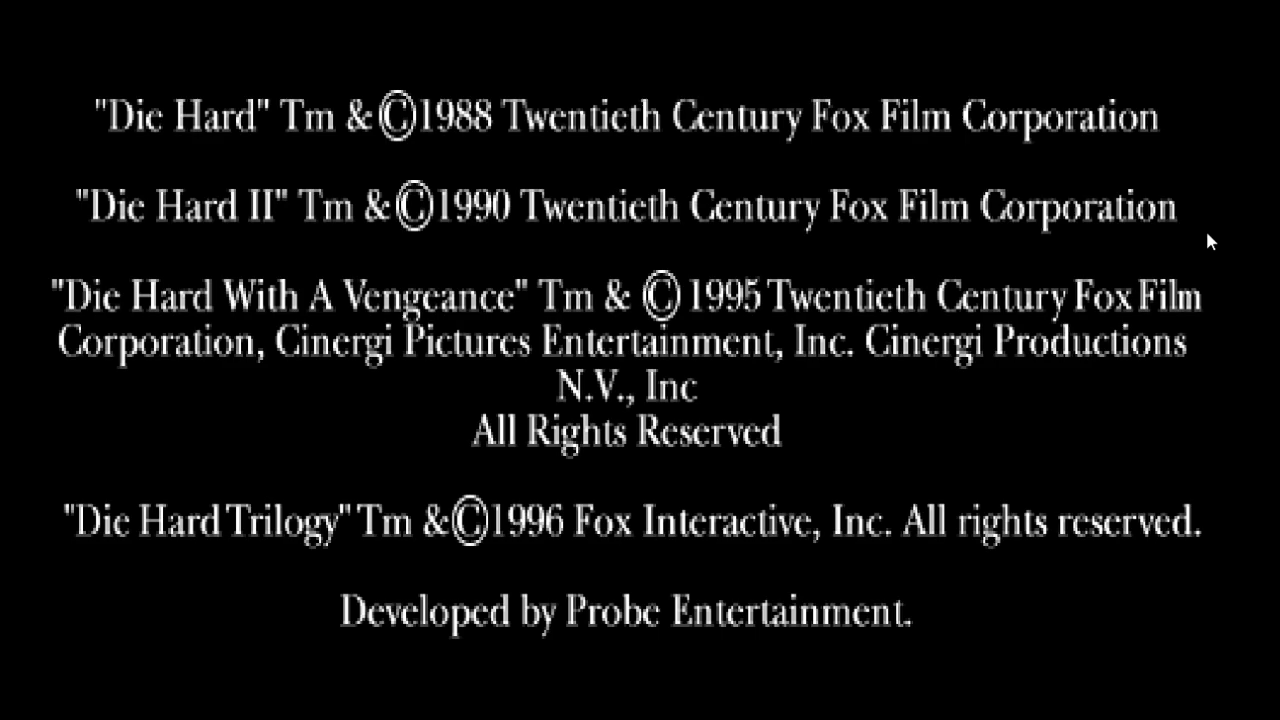 "Die Hard" Tm & ©1988 Twentieth Century Fox Film Corporation
"Die Hard II" Tm & ©1990 Twentieth Century Fox Film Corporation
"Die Hard With A Vengeance" Tm & © 1995 Twentieth Century Fox Film
Corporation, Cinergi Pictures Entertainment, Inc. Cinergi Productions
N.V., Inc
All Rights Reserved
"Die Hard Trilogy" Tm &©1996 Fox Interactive, Inc. All rights reserved.
Developed by Probe Entertainment.